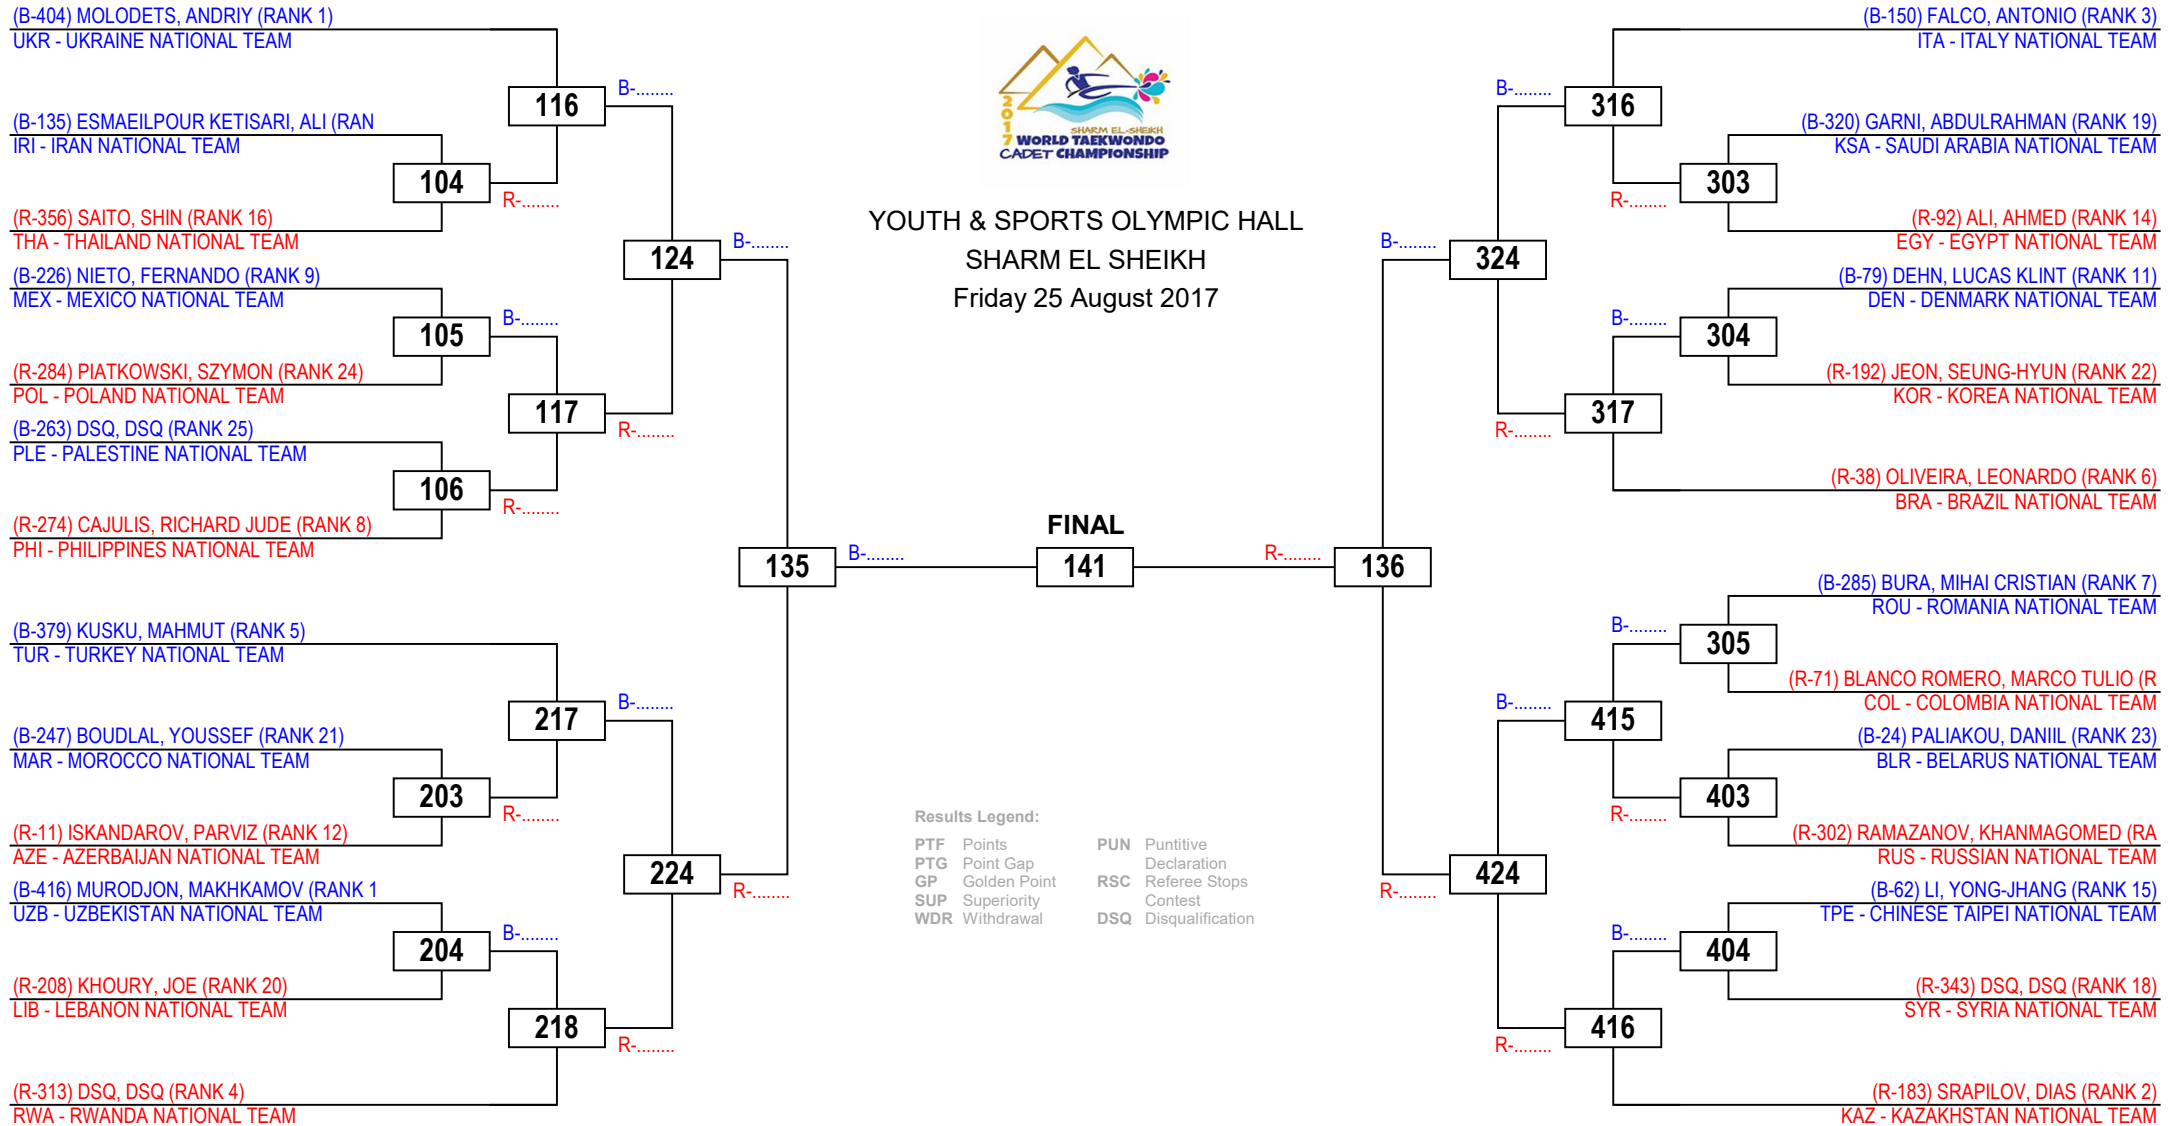 (B-404) MOLODETS, ANDRIY (RANK 1)
UKR - UKRAINE NATIONAL TEAM
(B-135) ESMAEILPOUR KETISARI, ALI (RAN
IRI - IRAN NATIONAL TEAM
(R-356) SAITO, SHIN (RANK 16)
THA - THAILAND NATIONAL TEAM
(B-226) NIETO, FERNANDO (RANK 9)
MEX - MEXICO NATIONAL TEAM
(R-284) PIATKOWSKI, SZYMON (RANK 24)
POL - POLAND NATIONAL TEAM
(B-263) DSQ, DSQ (RANK 25)
PLE - PALESTINE NATIONAL TEAM
(R-274) CAJULIS, RICHARD JUDE (RANK 8)
PHI - PHILIPPINES NATIONAL TEAM
(B-379) KUSKU, MAHMUT (RANK 5)
TUR - TURKEY NATIONAL TEAM
(B-247) BOUDLAL, YOUSSEF (RANK 21)
MAR - MOROCCO NATIONAL TEAM
(R-11) ISKANDAROV, PARVIZ (RANK 12)
AZE - AZERBAIJAN NATIONAL TEAM
(B-416) MURODJON, MAKHKAMOV (RANK 1
UZB - UZBEKISTAN NATIONAL TEAM
(R-208) KHOURY, JOE (RANK 20)
LIB - LEBANON NATIONAL TEAM
(R-313) DSQ, DSQ (RANK 4)
RWA - RWANDA NATIONAL TEAM
104
R-........
105
B-........
106
R-........
203
R-........
204
B-........
116
B-........
117
R-........
217
B-........
218
R-........
124
B-........
224
R-........
135
B-........
2017
SHARM EL-SHEIKH
WORLD TAEKWONDO
CADET CHAMPIONSHIP
YOUTH & SPORTS OLYMPIC HALL
SHARM EL SHEIKH
Friday 25 August 2017
FINAL
141
Results Legend:
PTF Points
PTG Point Gap
GP Golden Point
SUP Superiority
WDR Withdrawal
PUN Puntitive
Declaration
RSC Referee Stops
Contest
DSQ Disqualification
R-........
136
B-........
324
R-........
424
B-........
316
R-........
317
B-........
415
R-........
416
R-........
303
B-........
304
B-........
305
R-........
403
B-........
404
(B-150) FALCO, ANTONIO (RANK 3)
ITA - ITALY NATIONAL TEAM
(B-320) GARNI, ABDULRAHMAN (RANK 19)
KSA - SAUDI ARABIA NATIONAL TEAM
(R-92) ALI, AHMED (RANK 14)
EGY - EGYPT NATIONAL TEAM
(B-79) DEHN, LUCAS KLINT (RANK 11)
DEN - DENMARK NATIONAL TEAM
(R-192) JEON, SEUNG-HYUN (RANK 22)
KOR - KOREA NATIONAL TEAM
(R-38) OLIVEIRA, LEONARDO (RANK 6)
BRA - BRAZIL NATIONAL TEAM
(B-285) BURA, MIHAI CRISTIAN (RANK 7)
ROU - ROMANIA NATIONAL TEAM
(R-71) BLANCO ROMERO, MARCO TULIO (R
COL - COLOMBIA NATIONAL TEAM
(B-24) PALIAKOU, DANIIL (RANK 23)
BLR - BELARUS NATIONAL TEAM
(R-302) RAMAZANOV, KHANMAGOMED (RA
RUS - RUSSIAN NATIONAL TEAM
(B-62) LI, YONG-JHANG (RANK 15)
TPE - CHINESE TAIPEI NATIONAL TEAM
(R-343) DSQ, DSQ (RANK 18)
SYR - SYRIA NATIONAL TEAM
(R-183) SRAPILOV, DIAS (RANK 2)
KAZ - KAZAKHSTAN NATIONAL TEAM